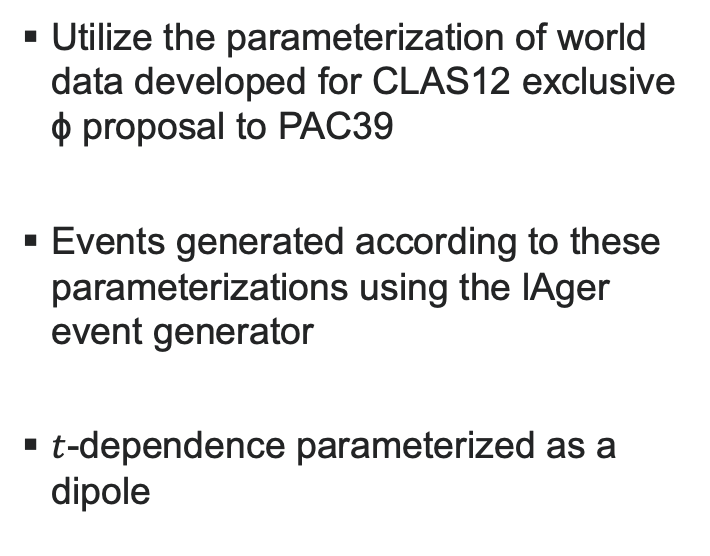 ▪ Utilize the parameterization of world
data developed for CLAS12 exclusive
ϕ proposal to PAC39
▪ Events generated according to these
parameterizations using the lAger
event generator
▪ t-dependence parameterized as a
dipole